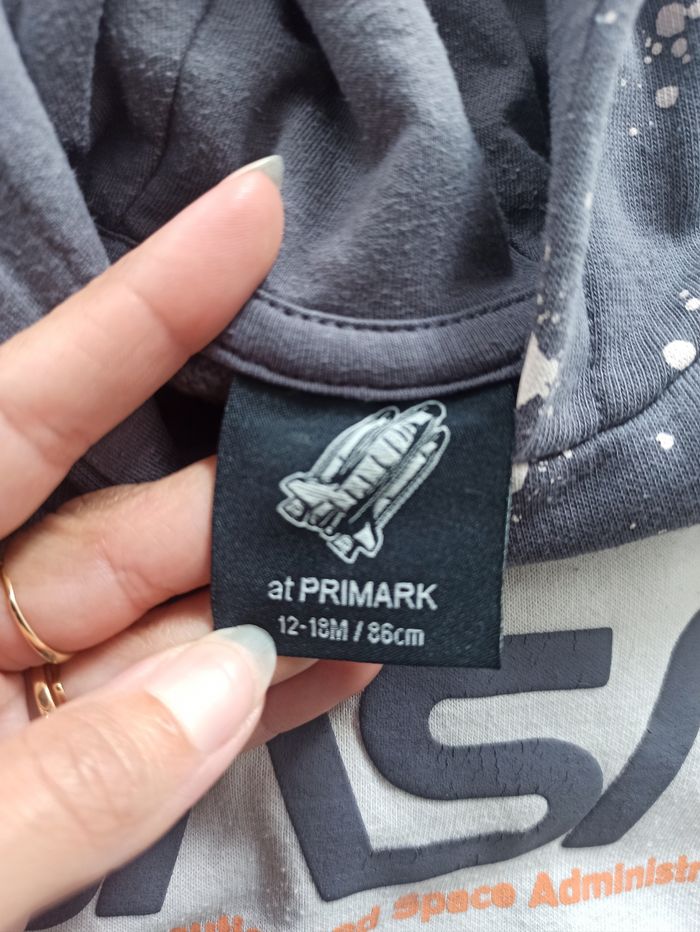 at PRIMARK
12-18M / 86cm
NASA
Space Administr